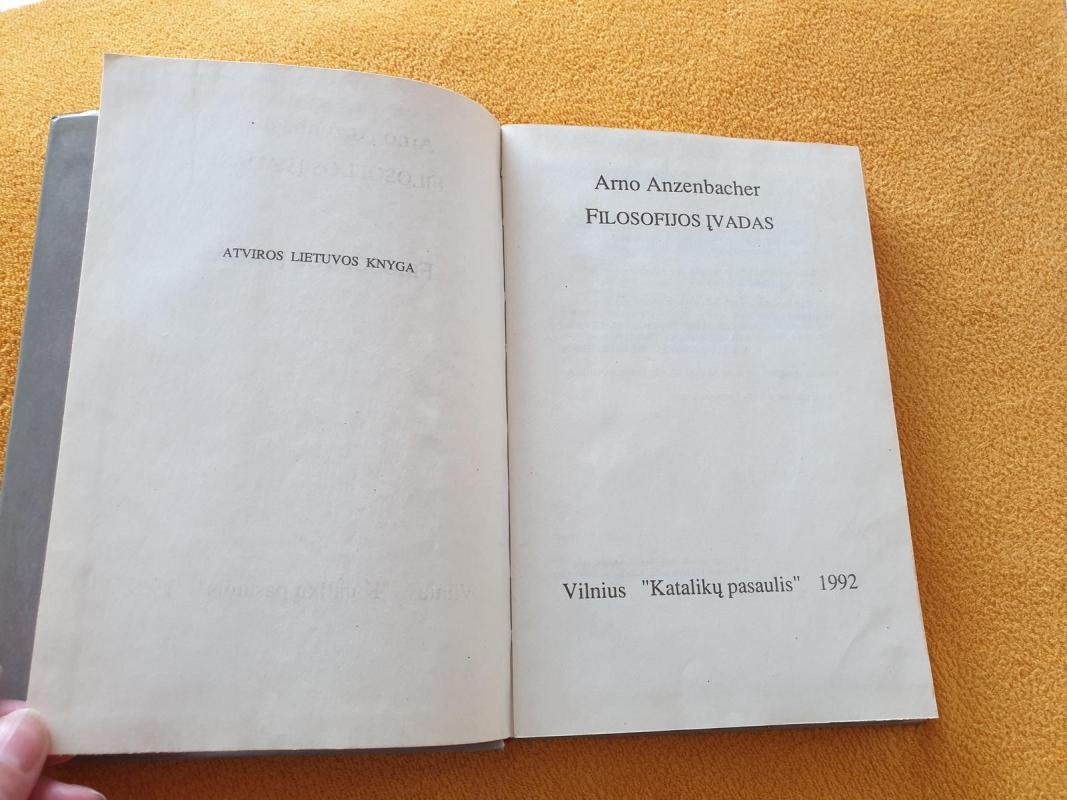 ATVIROS LIETUVOS KNYGA
Arno Anzenbacher
FILOSOFIJOS ĮVADAS
Vilnius "Katalikų pasaulis" 1992